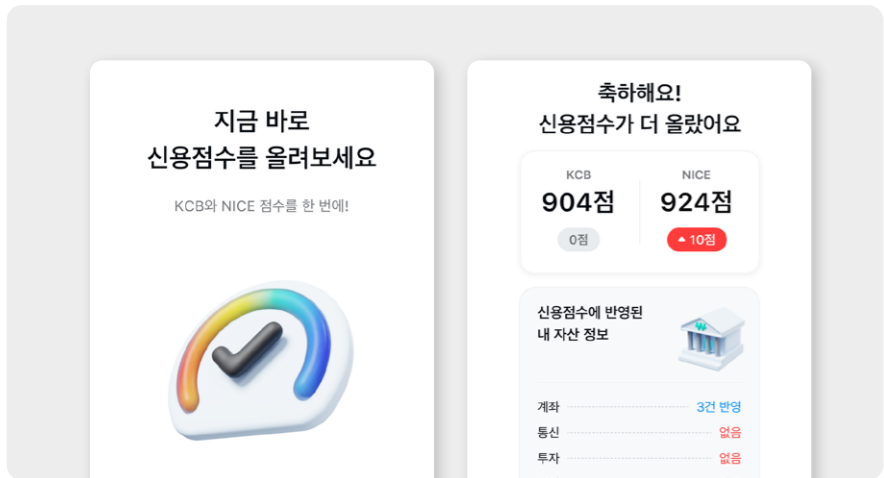 지금 바로
신용점수를 올려보세요
KCB와 NICE 점수를 한 번에!
축하해요!
신용점수가 더 올랐어요
KCB
904점
0점
NICE
924점
10점
신용점수에 반영된
내 자산 정보
₩
계좌 3건 반영
통신 없음
투자 없음